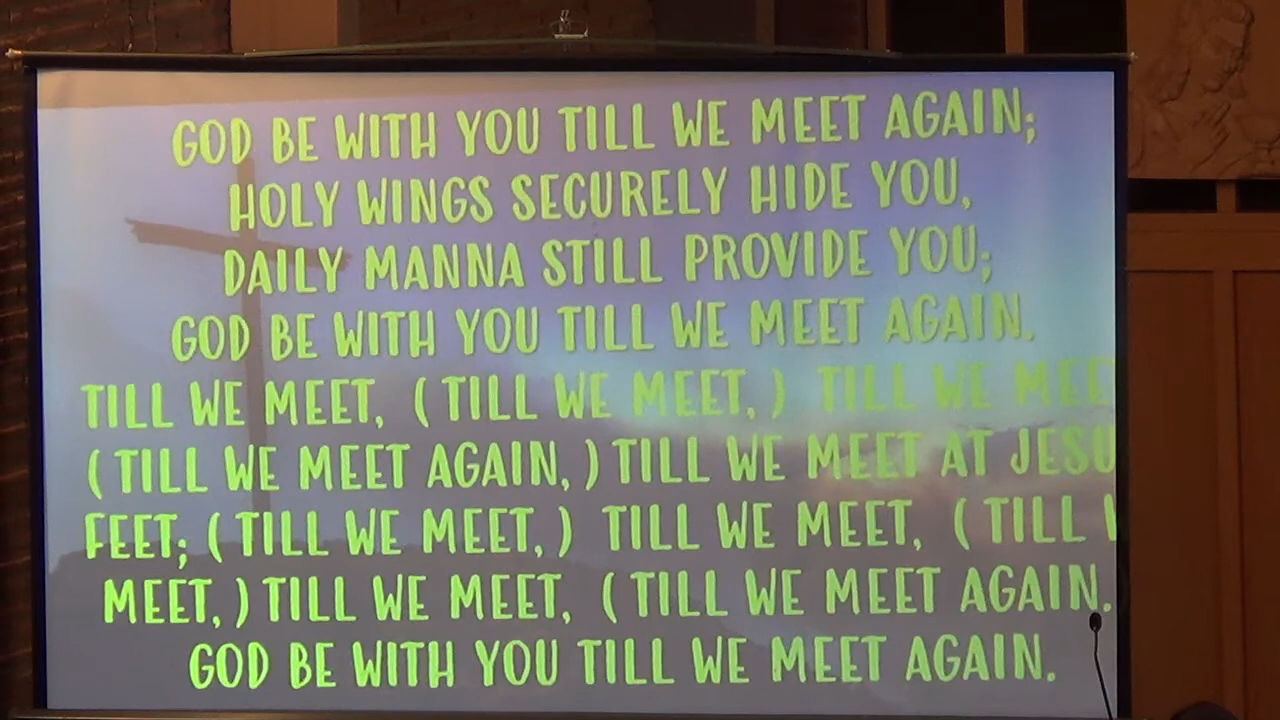 GOD BE WITH YOU TILL WE MEET AGAIN;
HOLY WINGS SECURELY HIDE YOU,
DAILY MANNA STILL PROVIDE YOU;
GOD BE WITH YOU TILL WE MEET AGAIN.
TILL WE MEET, (TILL WE MEET,) TILL WE MEE
(TILL WE MEET AGAIN,) TILL WE MEET AT JESU
FEET; (TILL WE MEET,) TILL WE MEET, (TILL
MEET,) TILL WE MEET, (TILL WE MEET AGAIN.
GOD BE WITH YOU TILL WE MEET AGAIN.